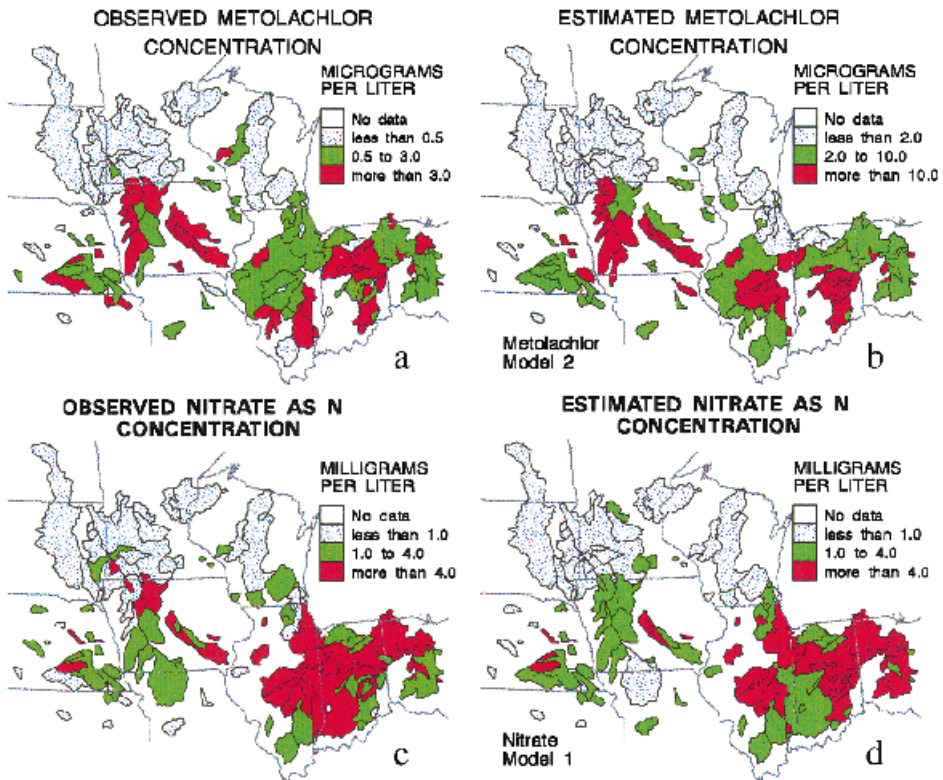 OBSERVED METOLACHLOR
CONCENTRATION
MICROGRAMS
PER LITER
No data
less than 0.5
0.5 to 3.0
more than 3.0
a
ESTIMATED METOLACHLOR
CONCENTRATION
MICROGRAMS
PER LITER
No data
less than 2.0
2.0 to 10.0
more than 10.0
Metolachlor
Model 2
b
OBSERVED NITRATE AS N
CONCENTRATION
MILLIGRAMS
PER LITER
No data
less than 1.0
1.0 to 4.0
more than 4.0
c
ESTIMATED NITRATE AS N
CONCENTRATION
MILLIGRAMS
PER LITER
No data
less than 1.0
1.0 to 4.0
more than 4.0
Nitrate
Model 1
d